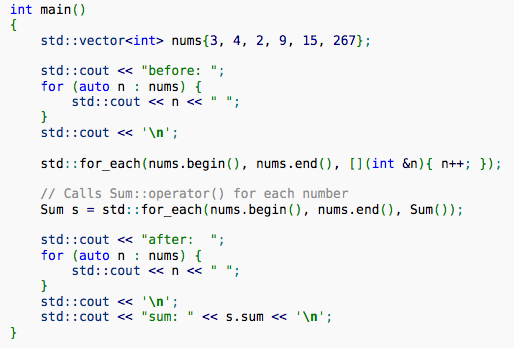 int main()
{
    std::vector<int> nums{3, 4, 2, 9, 15, 267};
    std::cout << "before: ";
    for (auto n : nums) {
        std::cout << n << " ";
    }
    std::cout << '\n';
    std::for_each(nums.begin(), nums.end(), [](int &n){ n++; });
    // Calls Sum::operator() for each number
    Sum s = std::for_each(nums.begin(), nums.end(), Sum());
    std::cout << "after:  ";
    for (auto n : nums) {
        std::cout << n << " ";
    }
    std::cout << '\n';
    std::cout << "sum: " << s.sum << '\n';
}